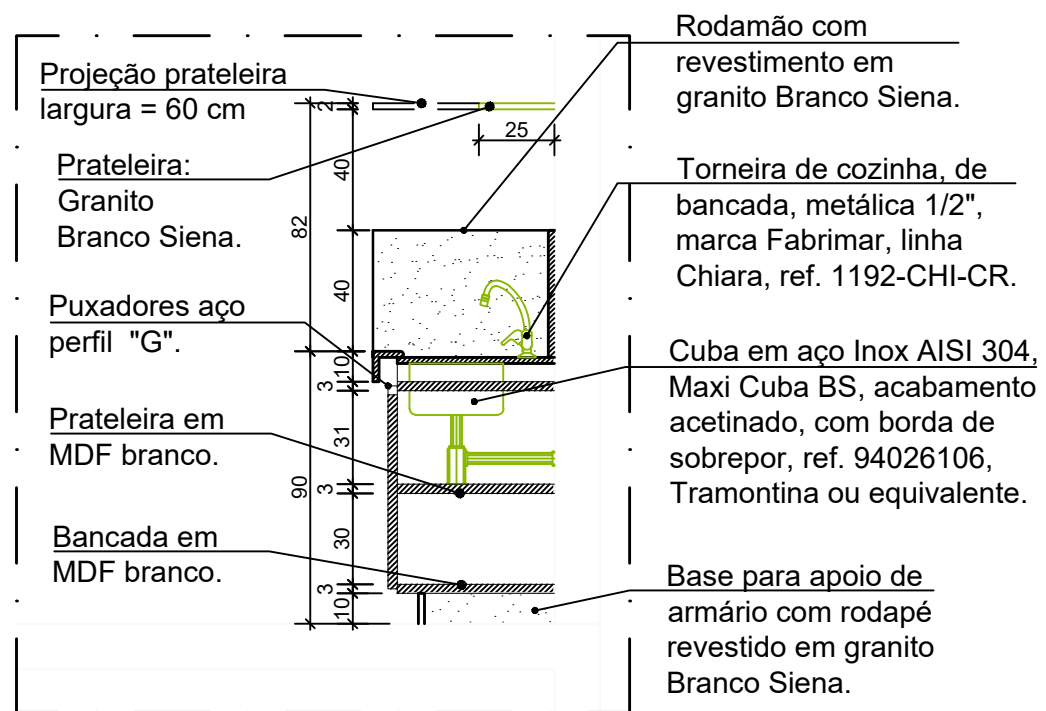 Rodamão com
revestimento em
granito Branco Siena.
Projeção prateleira
largura = 60 cm
2
25
Prateleira:
Granito
Branco Siena.
40
82
Torneira de cozinha, de
bancada, metálica 1/2",
marca Fabrimar, linha
Chiara, ref. 1192-CHI-CR.
40
Puxadores aço
perfil "G".
10
3
Cuba em aço Inox AISI 304,
Maxi Cuba BS, acabamento
acetinado, com borda de
sobrepor, ref. 94026106,
Tramontina ou equivalente.
Prateleira em
MDF branco.
31
90
3
Bancada em
MDF branco.
30
3
10
Base para apoio de
armário com rodapé
revestido em granito
Branco Siena.